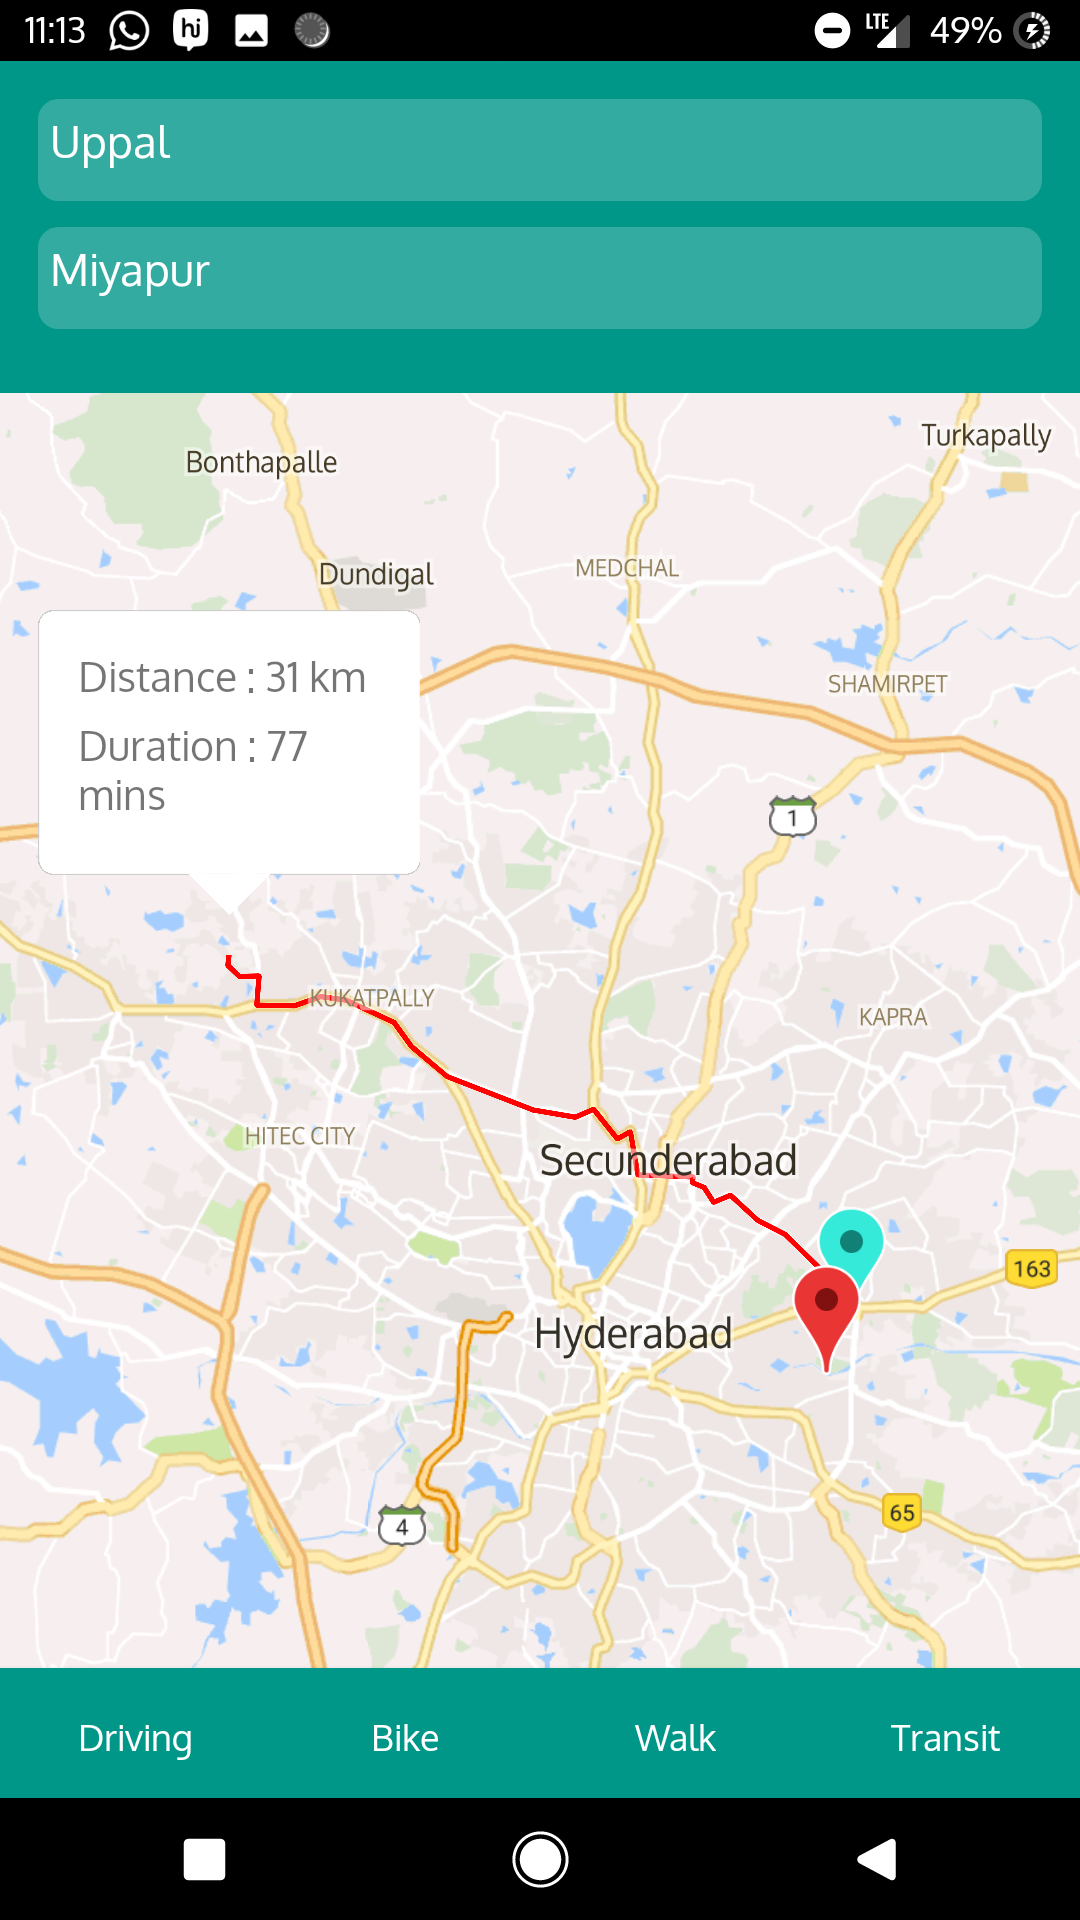 11:13
hi
LTE
49%
Uppal
Miyapur
Turkapally
Bonthapalle
MEDCHAL
Dundigal
Distance : 31 km
SHAMIRPET
Duration : 77
mins
1
KUKATPALLY
KAPRA
HITEC CITY
Secunderabad
163
Hyderabad
65
4
Driving
Bike
Walk
Transit